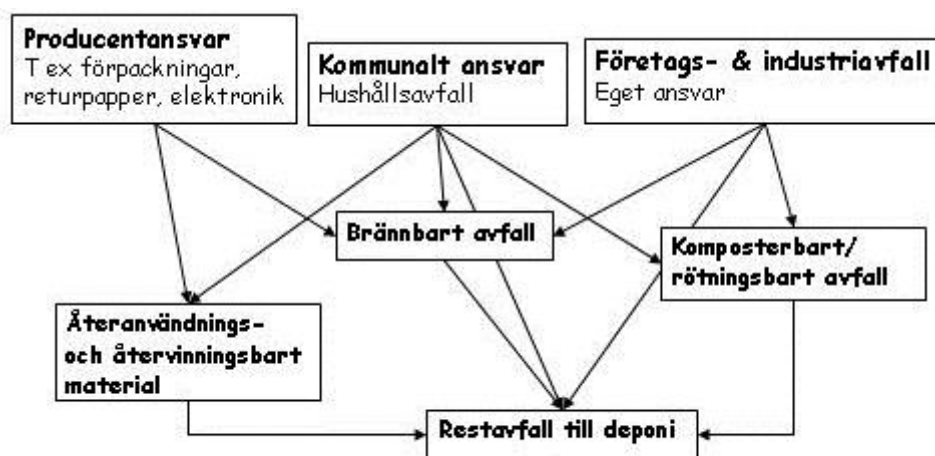 Producentansvar
T ex förpackningar,
returpapper, elektronik
Kommunalt ansvar
Hushållsavfall
Företags- & industriavfall
Eget ansvar
Brännbart avfall
Komposterbart/
rötningsbart avfall
Återanvändnings-
och återvinningsbart
material
Restavfall till deponi